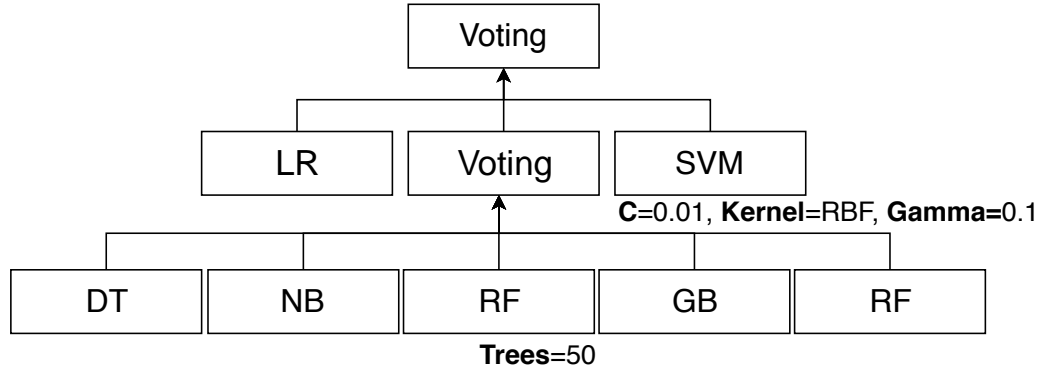 Voting
LR Voting SVM
C=0.01, Kernel=RBF, Gamma=0.1
DT NB RF GB RF
Trees=50